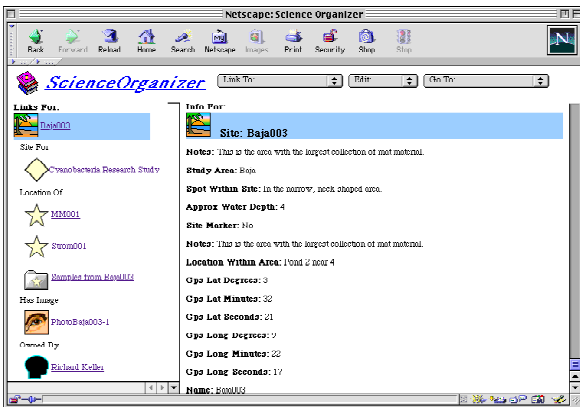 Netscape: Science Organizer
Back Forward Reload Home Search Netscape Images Print Security Shop Stop
ScienceOrganizer Link To: Edit: Go To:
Links For:
Baja003
Site For
Cyanobacteria Research Study
Location Of
MM001
Strom001
Samples from Baja003
Has Image
PhotoBaja003-1
Owned By
Richard Keller
Info For:
Site: Baja003
Notes: This is the area with the largest collection of mat material.
Study Area: Baja
Spot Within Site: In the narrow, neck shaped area.
Approx Water Depth: 4
Site Marker: No
Notes: This is the area with the largest collection of mat material.
Location Within Area: Pond 2 near 4
Gps Lat Degrees: 3
Gps Lat Minutes: 32
Gps Lat Seconds: 21
Gps Long Degrees: 9
Gps Long Minutes: 22
Gps Long Seconds: 17
Name: Baja003